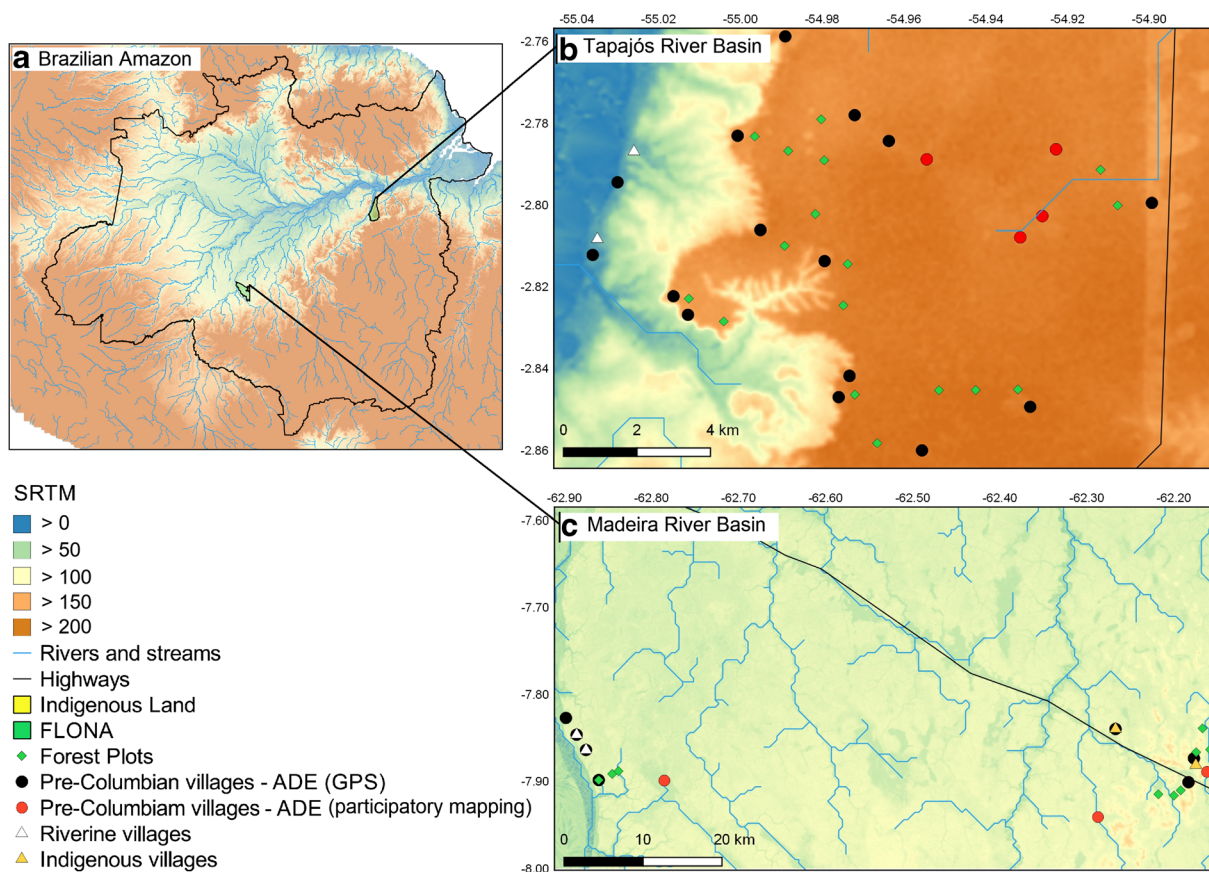 a Brazilian Amazon
-55.04 -55.02 -55.00 -54.98 -54.96 -54.94 -54.92 -54.90
b Tapajós River Basin
-2.76
-2.78
-2.80
-2.82
-2.84
-2.86
0 2 4 km
-62.90 -62.80 -62.70 -62.60 -62.50 -62.40 -62.30 -62.20
c Madeira River Basin
-7.60
-7.70
-7.80
-7.90
-8.00
0 10 20 km
SRTM
> 0
> 50
> 100
> 150
> 200
Rivers and streams
Highways
Indigenous Land
FLONA
Forest Plots
Pre-Columbian villages - ADE (GPS)
Pre-Columbiam villages - ADE (participatory mapping)
Riverine villages
Indigenous villages